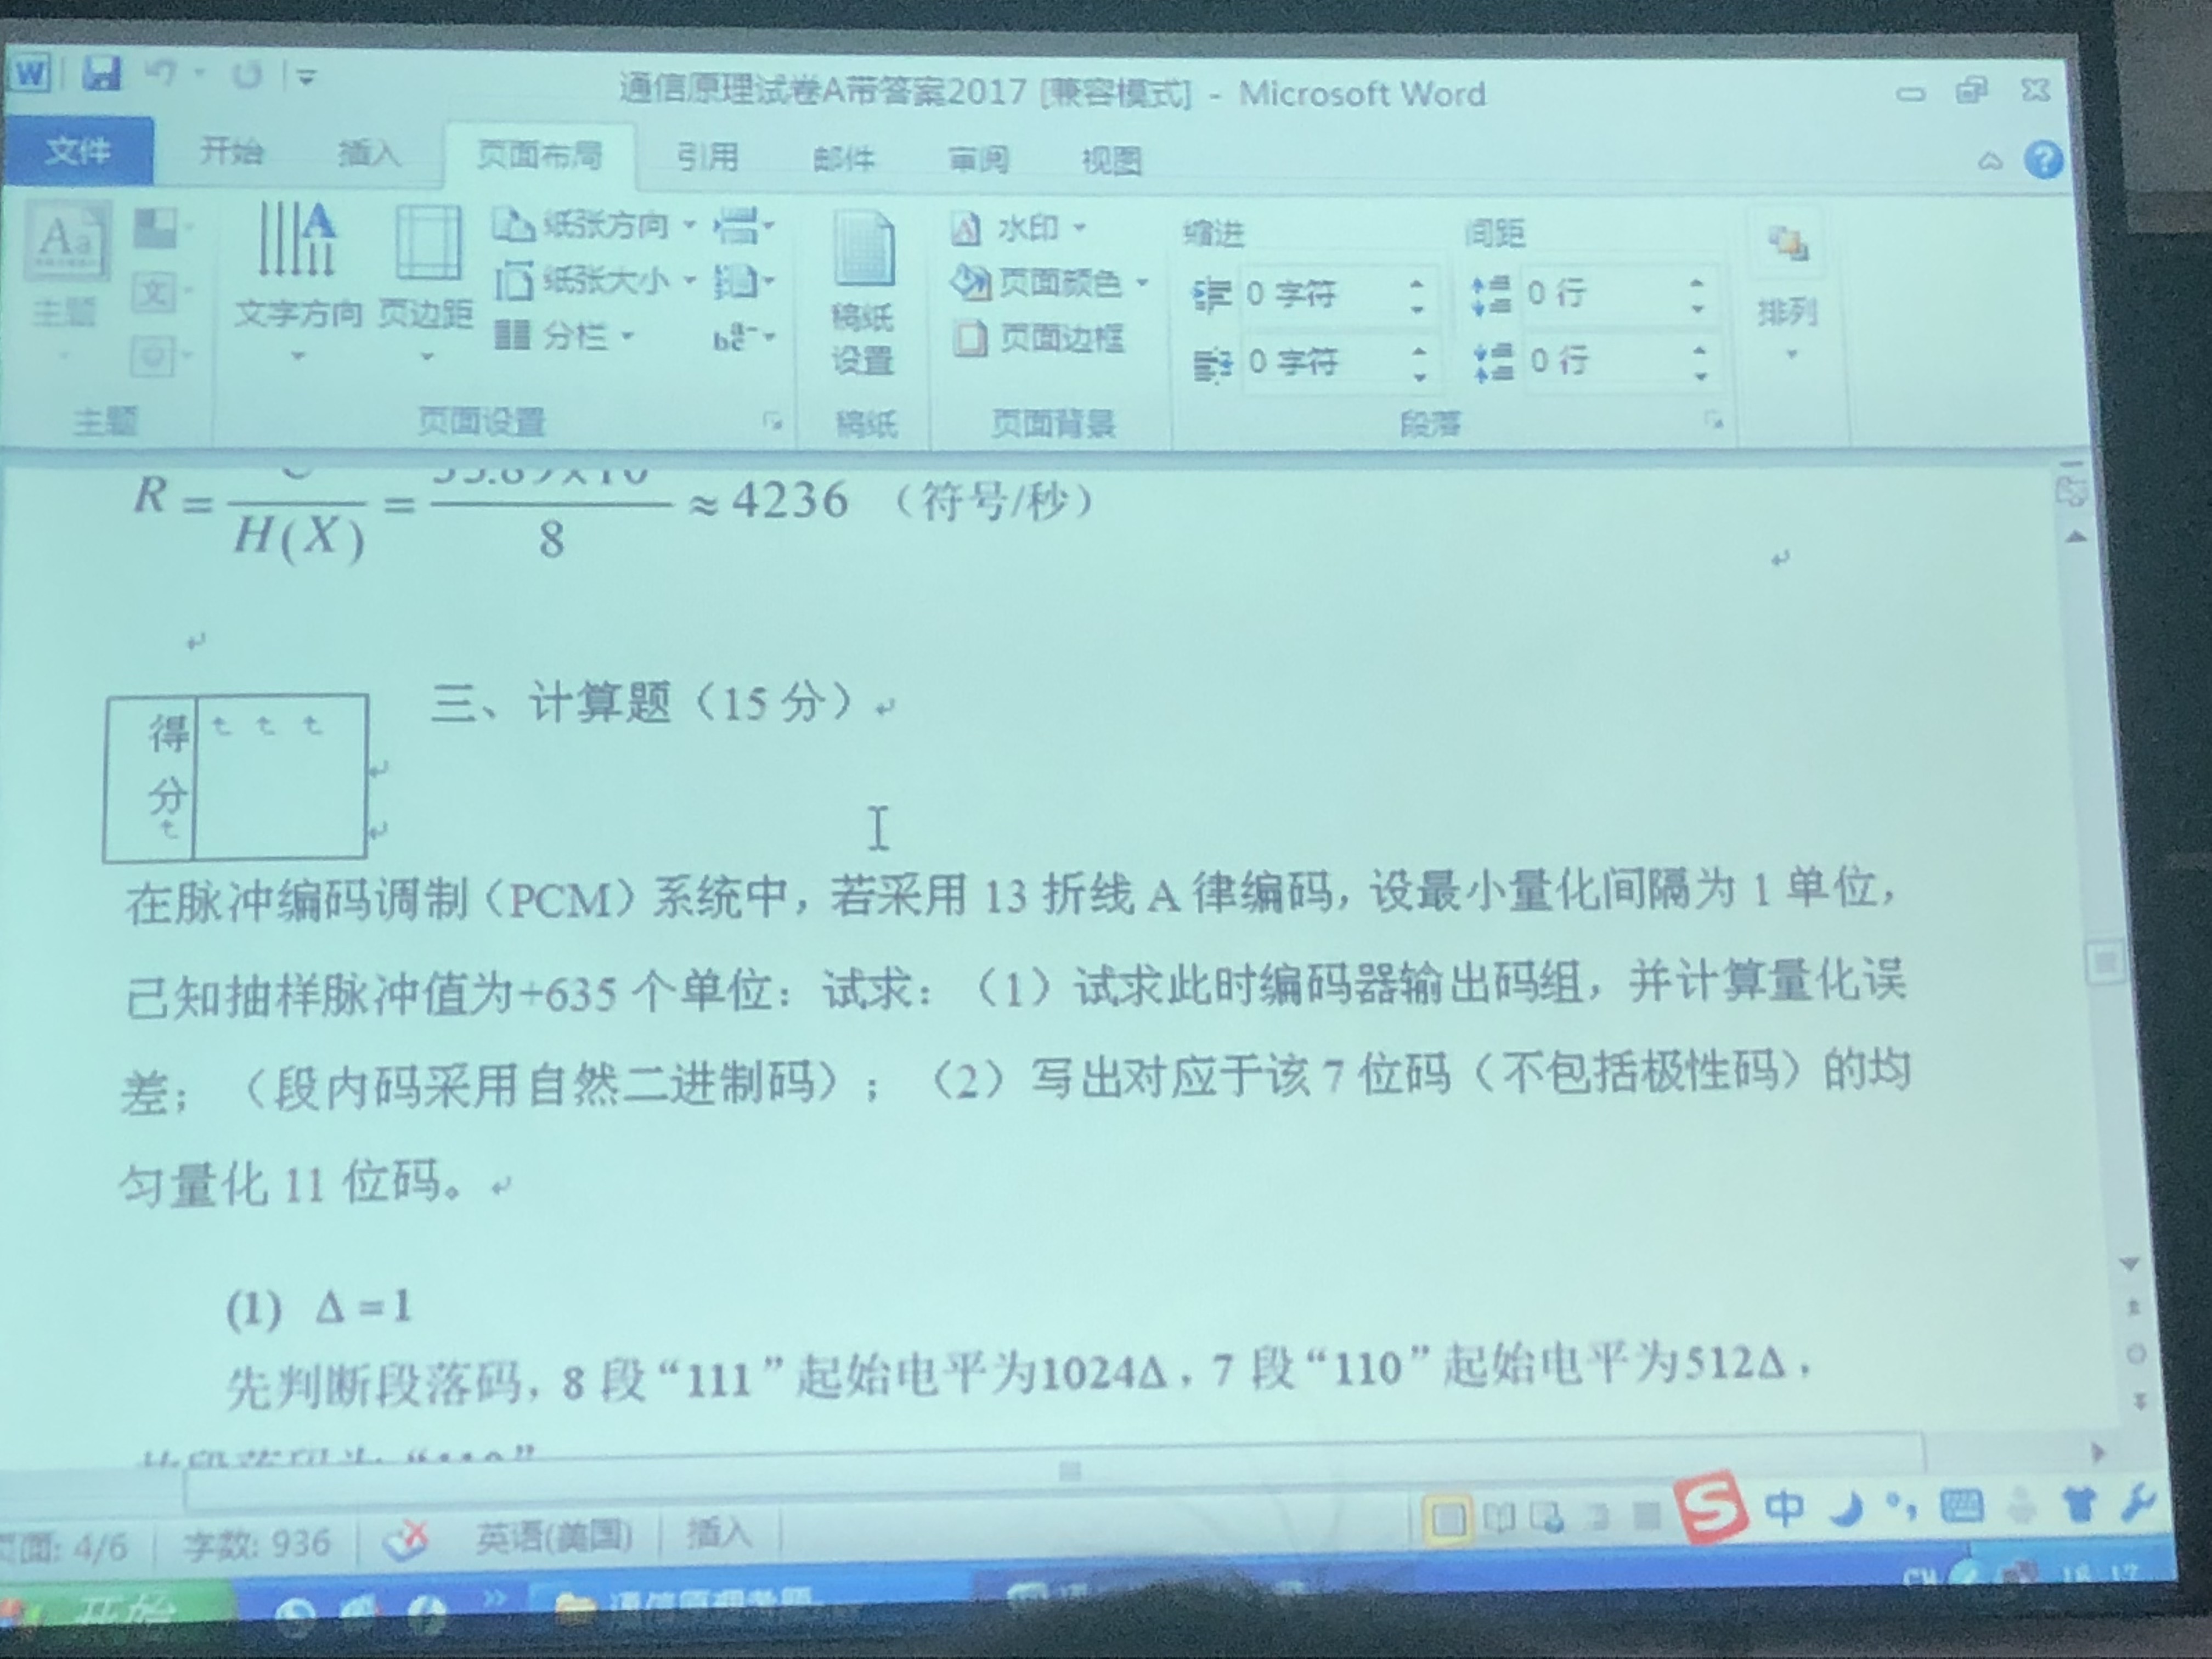 通信原理试卷A带答案2017 [兼容模式] - Microsoft Word
文件 开始 插入 页面布局 引用 邮件 审阅 视图
主题 文字方向 页边距 纸张方向 纸张大小 分栏
稿纸
设置
水印
页面颜色
页面边框
缩进 间距
0 字符 0 行
0 字符 0 行
排列
主题 页面设置 稿纸 页面背景 段落
R = / H(X) = / 8 ≈ 4236 （符号/秒）
三、计算题（15 分）
得
分
在脉冲编码调制（PCM）系统中，若采用 13 折线 A 律编码，设最小量化间隔为 1 单位，
已知抽样脉冲值为+635 个单位：试求：（1）试求此时编码器输出码组，并计算量化误
差；（段内码采用自然二进制码）；（2）写出对应于该 7 位码（不包括极性码）的均
匀量化 11 位码。
(1) Δ = 1
先判断段落码，8 段“111”起始电平为1024Δ，7 段“110”起始电平为512Δ，
页面: 4/6 字数: 936 英语(美国) 插入
中
开始